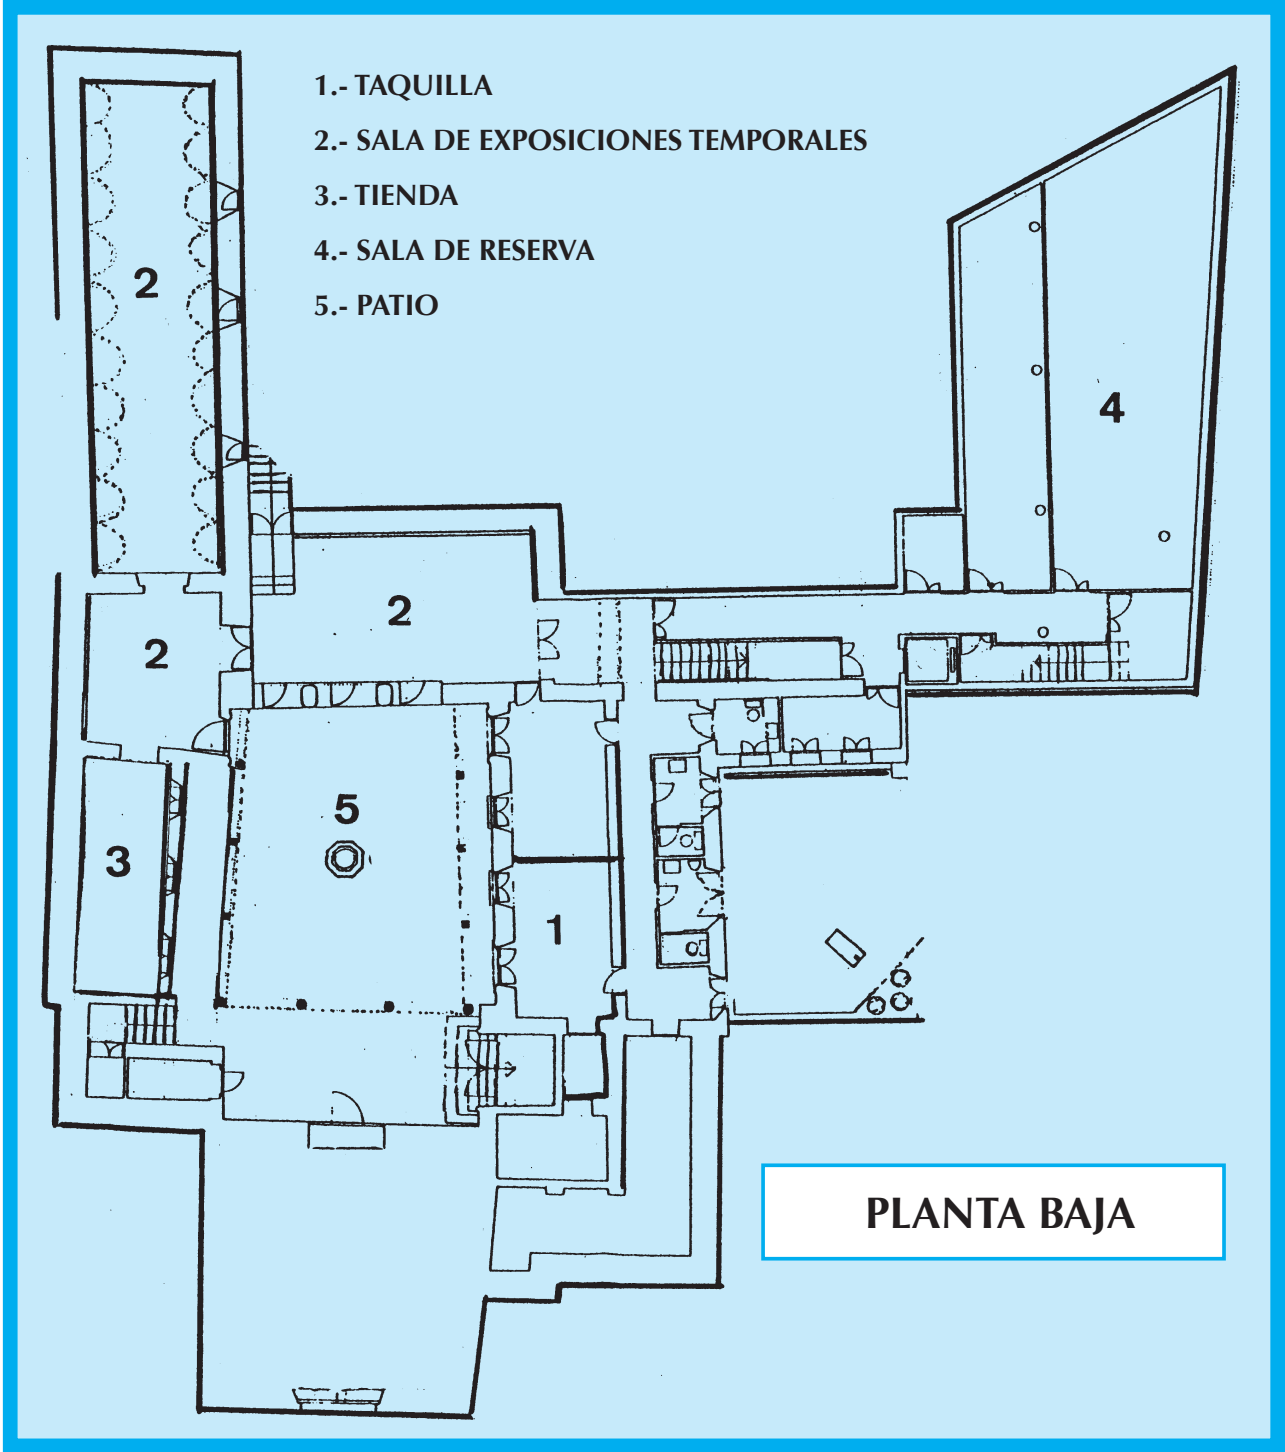 1.- TAQUILLA
2.- SALA DE EXPOSICIONES TEMPORALES
3.- TIENDA
4.- SALA DE RESERVA
5.- PATIO
2
4
2
2
5
3
1
PLANTA BAJA